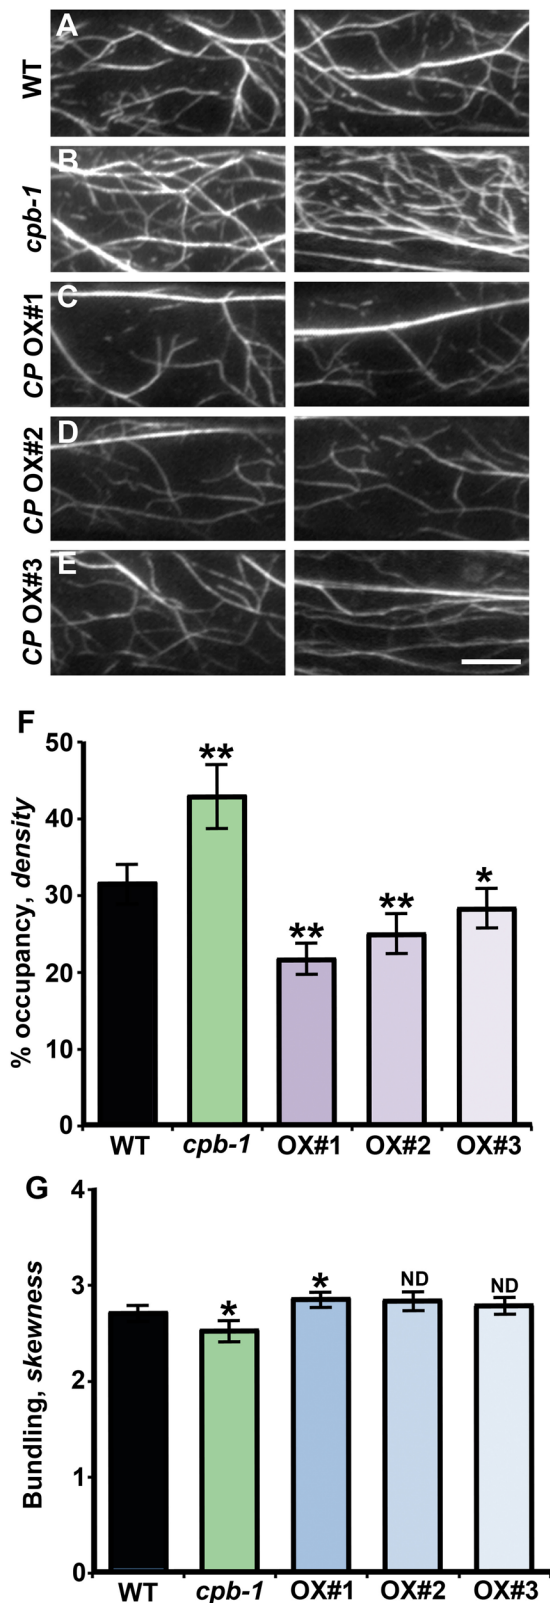 A
WT
B
cpb-1
C
CP OX#1
D
CP OX#2
E
CP OX#3
F
% occupancy, density
50
40
30
20
10
0
**
**
**
*
WT cpb-1 OX#1 OX#2 OX#3
G
Bundling, skewness
4
3
2
1
0
*
*
ND
ND
WT cpb-1 OX#1 OX#2 OX#3